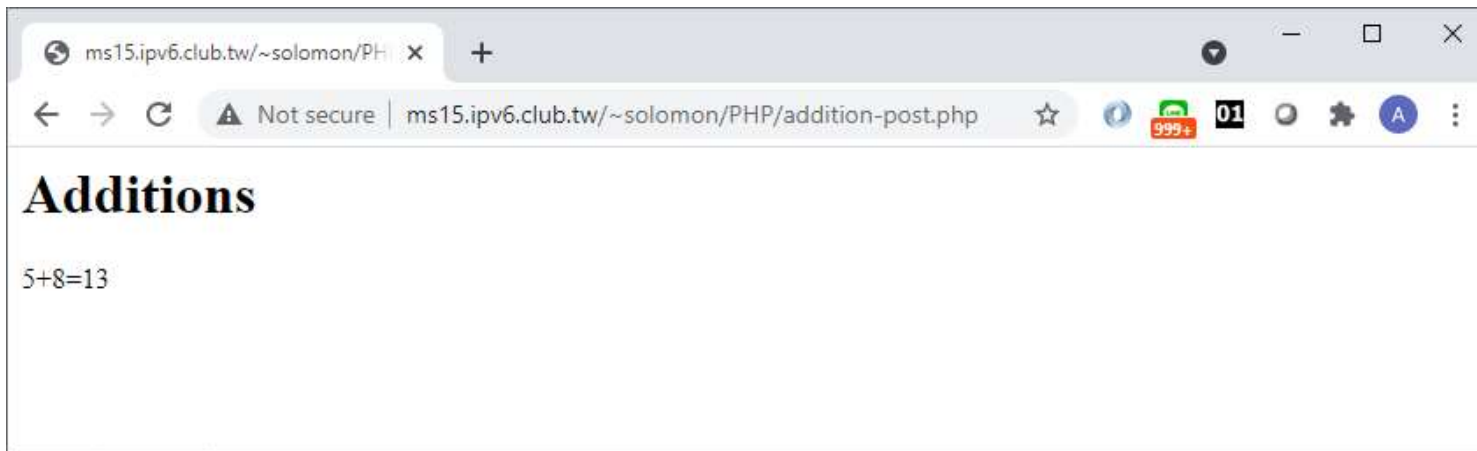 ms15.ipv6.club.tw/~solomon/PH
Not secure | ms15.ipv6.club.tw/~solomon/PHP/addition-post.php
999+
01
A
Additions
5+8=13